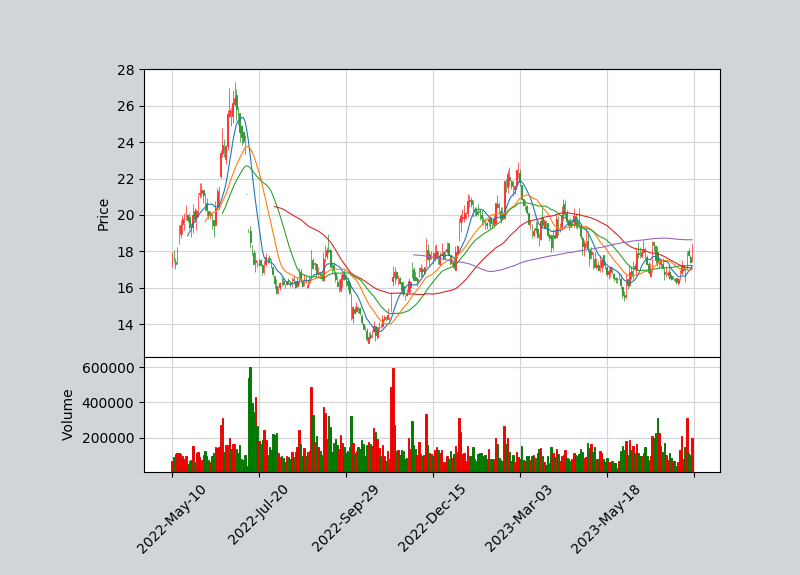 28
26
24
22
20
18
16
14
Price
600000
400000
200000
Volume
2022-May-10
2022-Jul-20
2022-Sep-29
2022-Dec-15
2023-Mar-03
2023-May-18